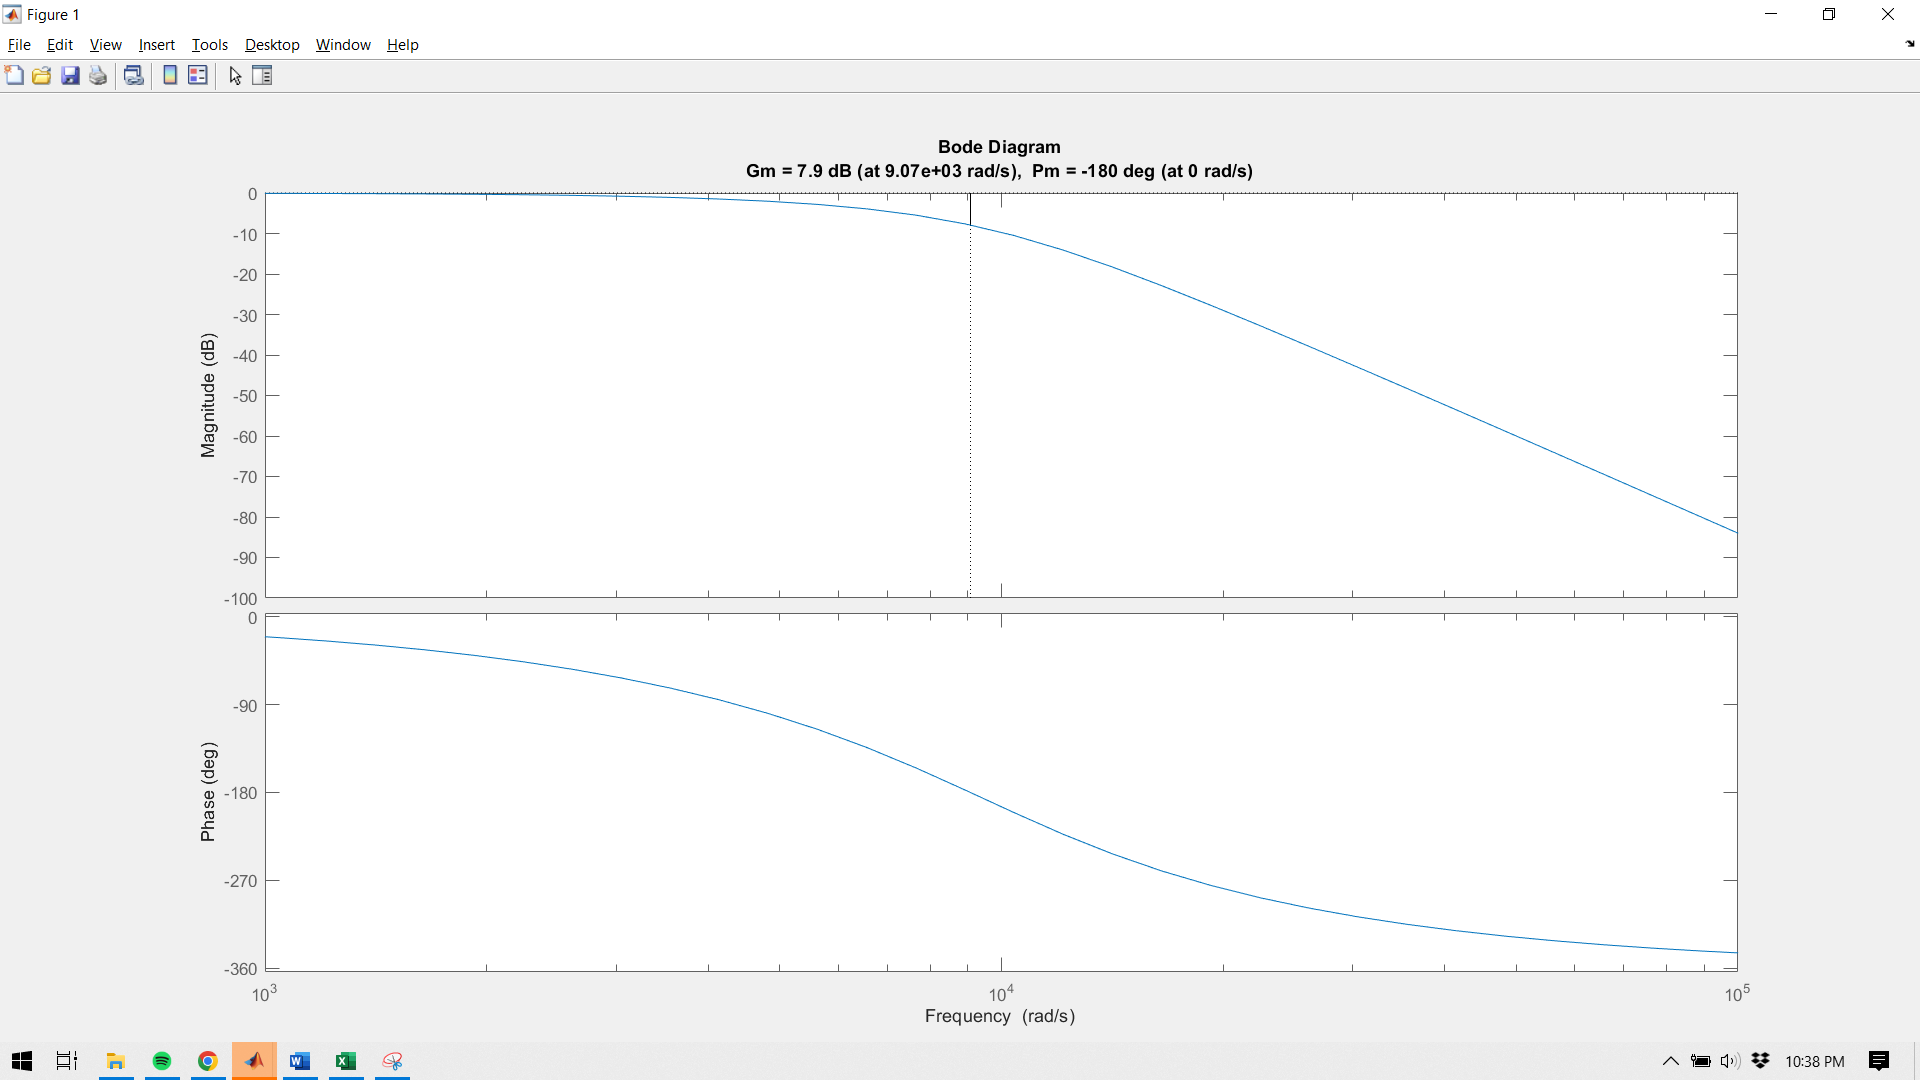 Figure 1
File Edit View Insert Tools Desktop Window Help
Bode Diagram
Gm = 7.9 dB (at 9.07e+03 rad/s), Pm = -180 deg (at 0 rad/s)
0
-10
-20
-30
-40
-50
-60
-70
-80
-90
-100
Magnitude (dB)
0
-90
-180
-270
-360
Phase (deg)
10^3
10^4
10^5
Frequency (rad/s)
10:38 PM